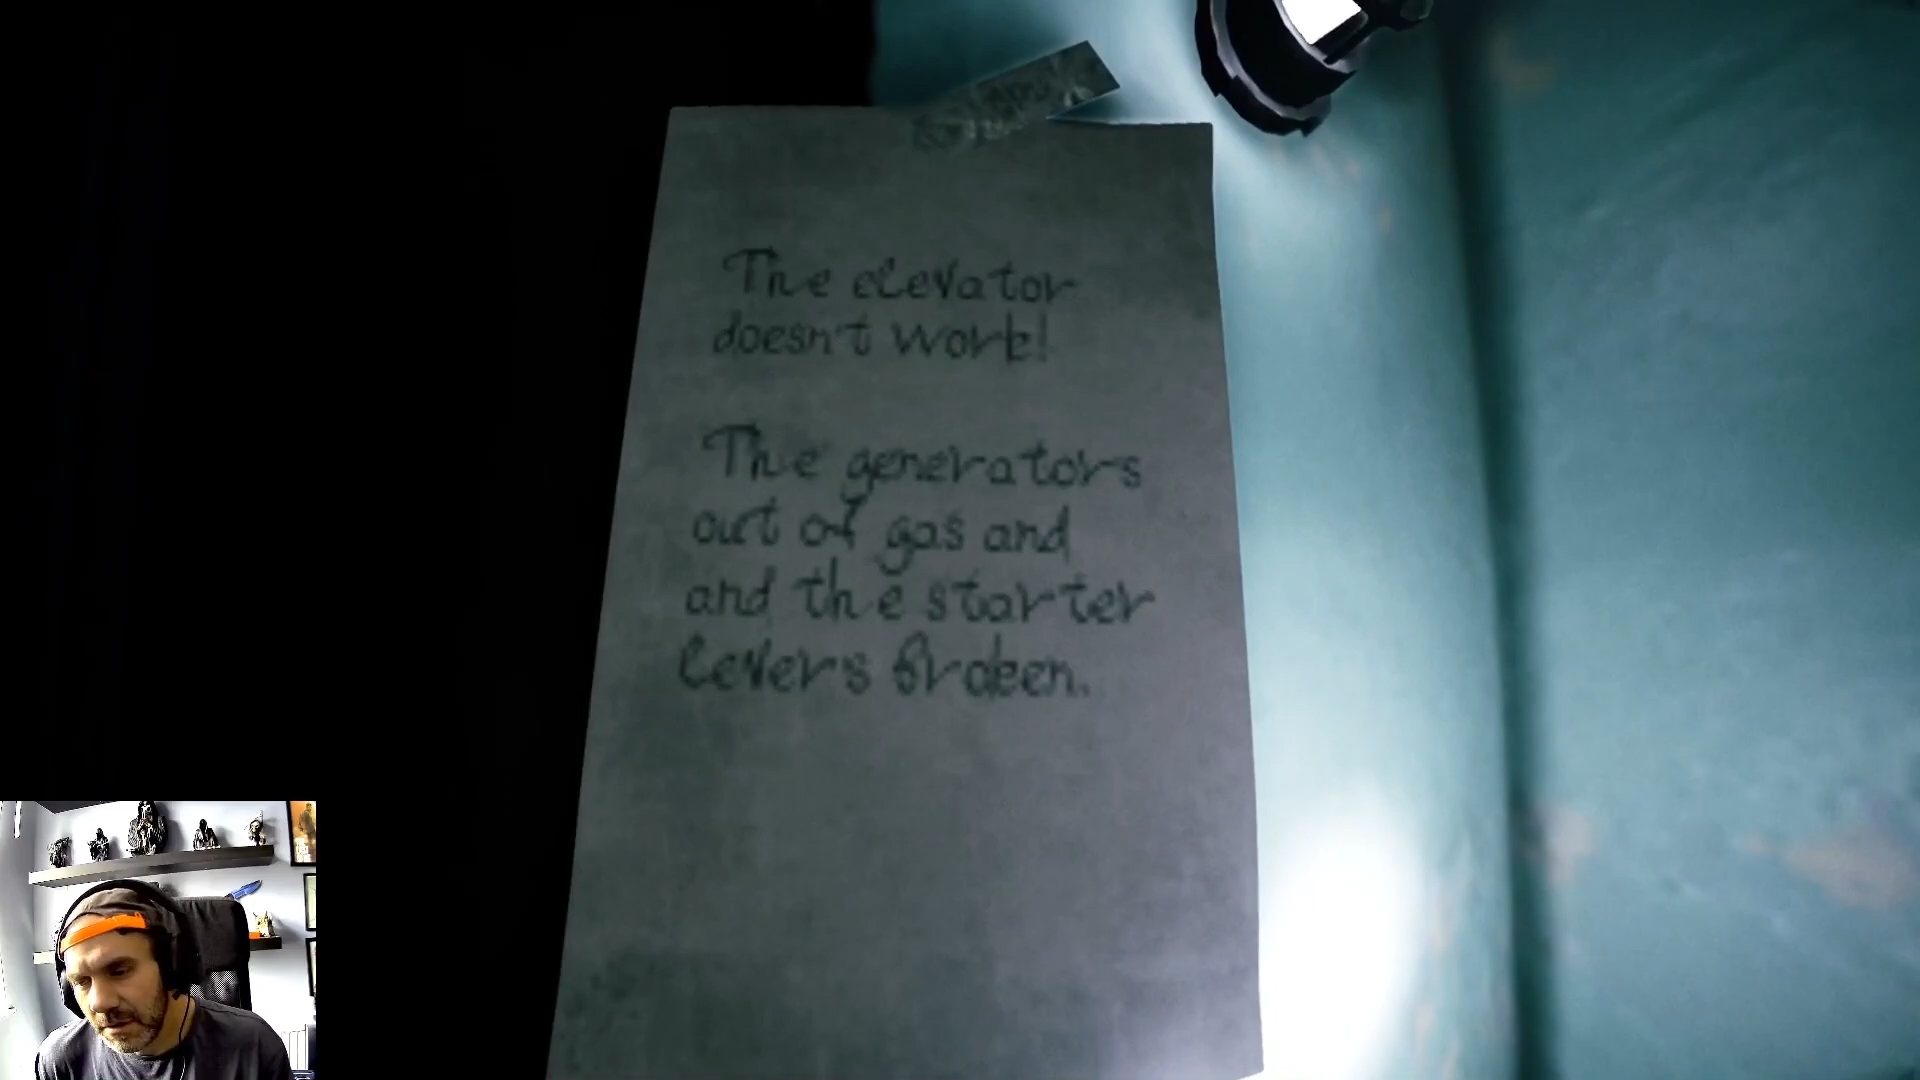 The elevator
doesn't work!
The generators
out of gas and
and the starter
levers broken.